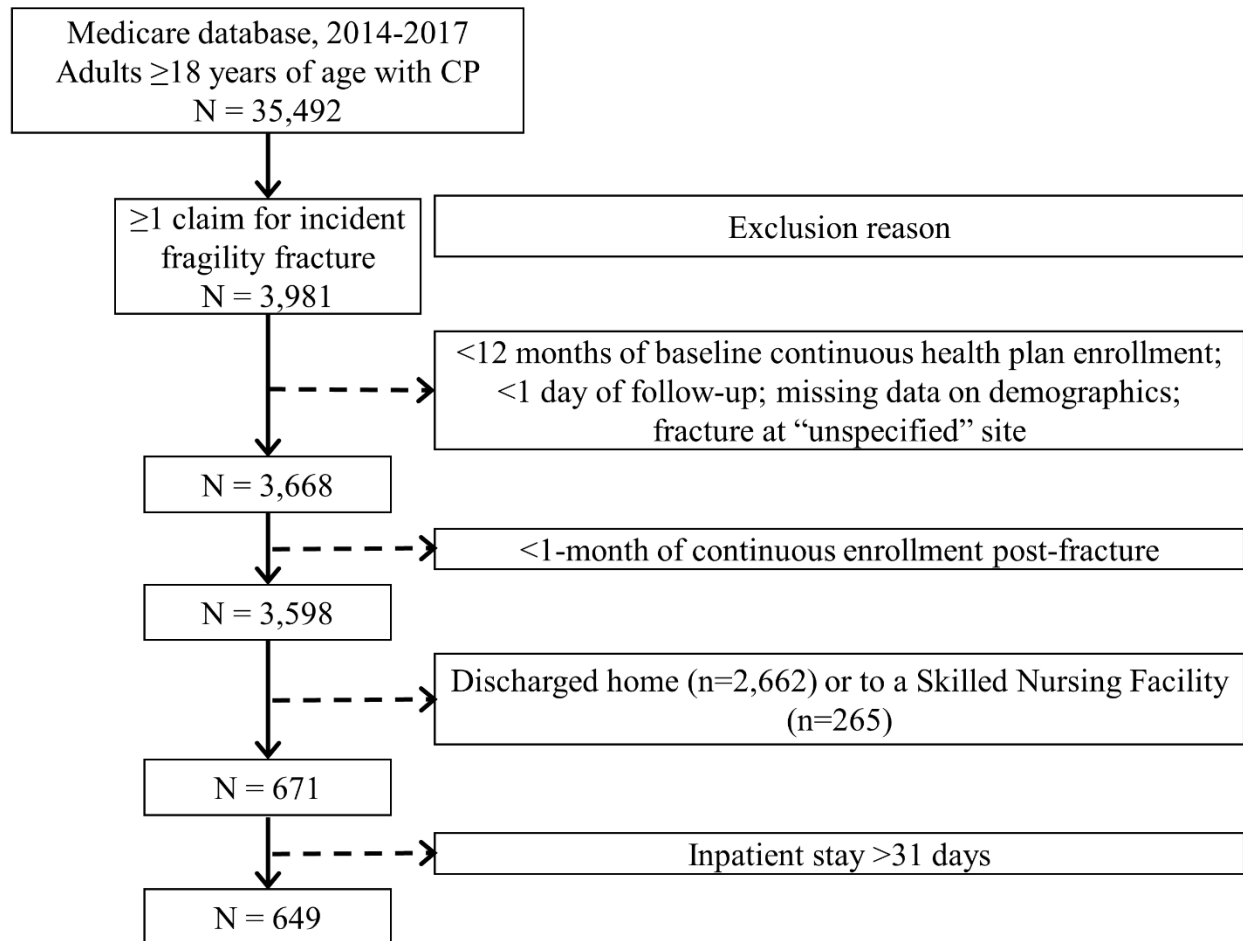 Medicare database, 2014-2017
Adults ≥18 years of age with CP
N = 35,492
≥1 claim for incident
fragility fracture
N = 3,981
Exclusion reason
<12 months of baseline continuous health plan enrollment;
<1 day of follow-up; missing data on demographics;
fracture at “unspecified” site
N = 3,668
<1-month of continuous enrollment post-fracture
N = 3,598
Discharged home (n=2,662) or to a Skilled Nursing Facility
(n=265)
N = 671
Inpatient stay >31 days
N = 649